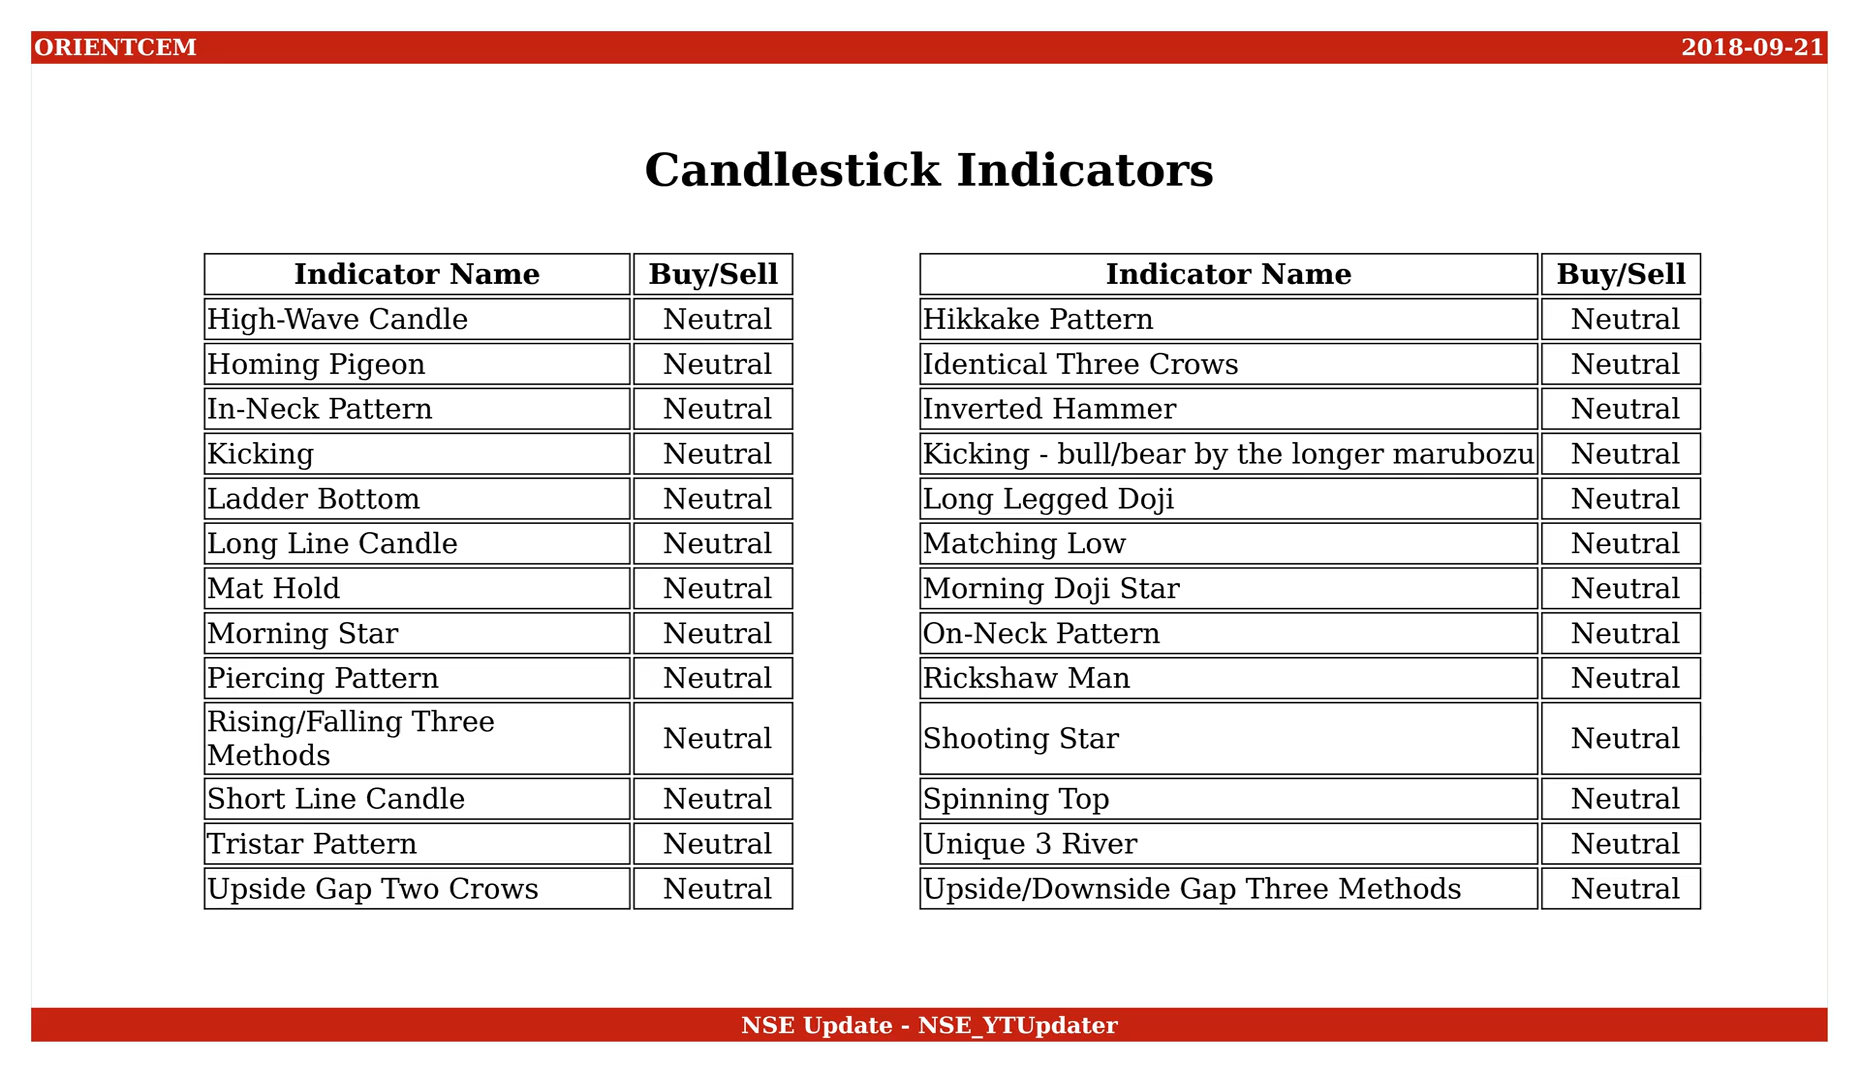 ORIENTCEM 2018-09-21
Candlestick Indicators
Indicator Name Buy/Sell Indicator Name Buy/Sell
High-Wave Candle Neutral Hikkake Pattern Neutral
Homing Pigeon Neutral Identical Three Crows Neutral
In-Neck Pattern Neutral Inverted Hammer Neutral
Kicking Neutral Kicking - bull/bear by the longer marubozu Neutral
Ladder Bottom Neutral Long Legged Doji Neutral
Long Line Candle Neutral Matching Low Neutral
Mat Hold Neutral Morning Doji Star Neutral
Morning Star Neutral On-Neck Pattern Neutral
Piercing Pattern Neutral Rickshaw Man Neutral
Rising/Falling Three
Methods Neutral Shooting Star Neutral
Short Line Candle Neutral Spinning Top Neutral
Tristar Pattern Neutral Unique 3 River Neutral
Upside Gap Two Crows Neutral Upside/Downside Gap Three Methods Neutral
NSE Update - NSE_YTUpdater